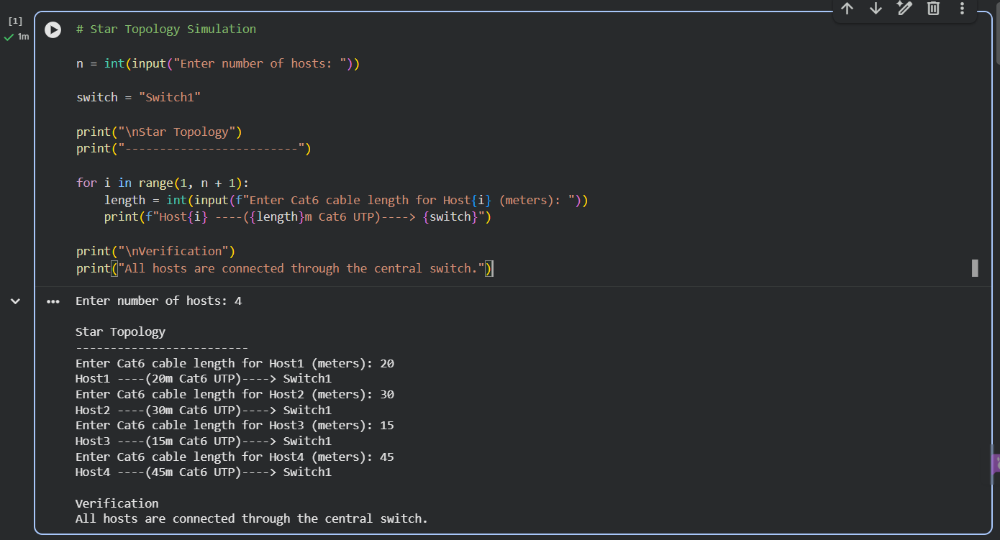 [1]
1m
# Star Topology Simulation
n = int(input("Enter number of hosts: "))
switch = "Switch1"
print("\nStar Topology")
print("-------------------------")
for i in range(1, n + 1):
    length = int(input(f"Enter Cat6 cable length for Host{i} (meters): "))
    print(f"Host{i} ----({length}m Cat6 UTP)----> {switch}")
print("\nVerification")
print("All hosts are connected through the central switch.")
Enter number of hosts: 4
Star Topology
-------------------------
Enter Cat6 cable length for Host1 (meters): 20
Host1 ----(20m Cat6 UTP)----> Switch1
Enter Cat6 cable length for Host2 (meters): 30
Host2 ----(30m Cat6 UTP)----> Switch1
Enter Cat6 cable length for Host3 (meters): 15
Host3 ----(15m Cat6 UTP)----> Switch1
Enter Cat6 cable length for Host4 (meters): 45
Host4 ----(45m Cat6 UTP)----> Switch1
Verification
All hosts are connected through the central switch.